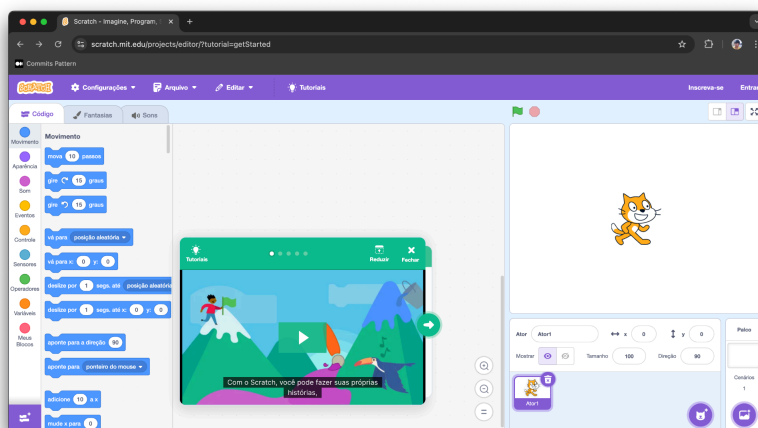 Scratch - Imagine, Program,
scratch.mit.edu/projects/editor/?tutorial=getStarted
Commits Pattern
SCRATCH
Configurações
Arquivo
Editar
Tutoriais
Inscreva-se
Entrar
Código
Fantasias
Sons
Movimento
Aparência
Som
Eventos
Controle
Sensores
Operadores
Variáveis
Meus
Blocos
Movimento
mova 10 passos
gire 15 graus
gire 15 graus
vá para posição aleatória
vá para x: 0 y: 0
deslize por 1 segs. até posição aleatória
deslize por 1 segs. até x: 0 y: 0
aponte para a direção 90
aponte para ponteiro do mouse
adicione 10 a x
mude x para 0
Tutoriais
Reduzir
Fechar
Com o Scratch, você pode fazer suas próprias
histórias,
Ator Ator1 x 0 y 0
Mostrar Tamanho 100 Direção 90
Ator1
Palco
Cenários
1